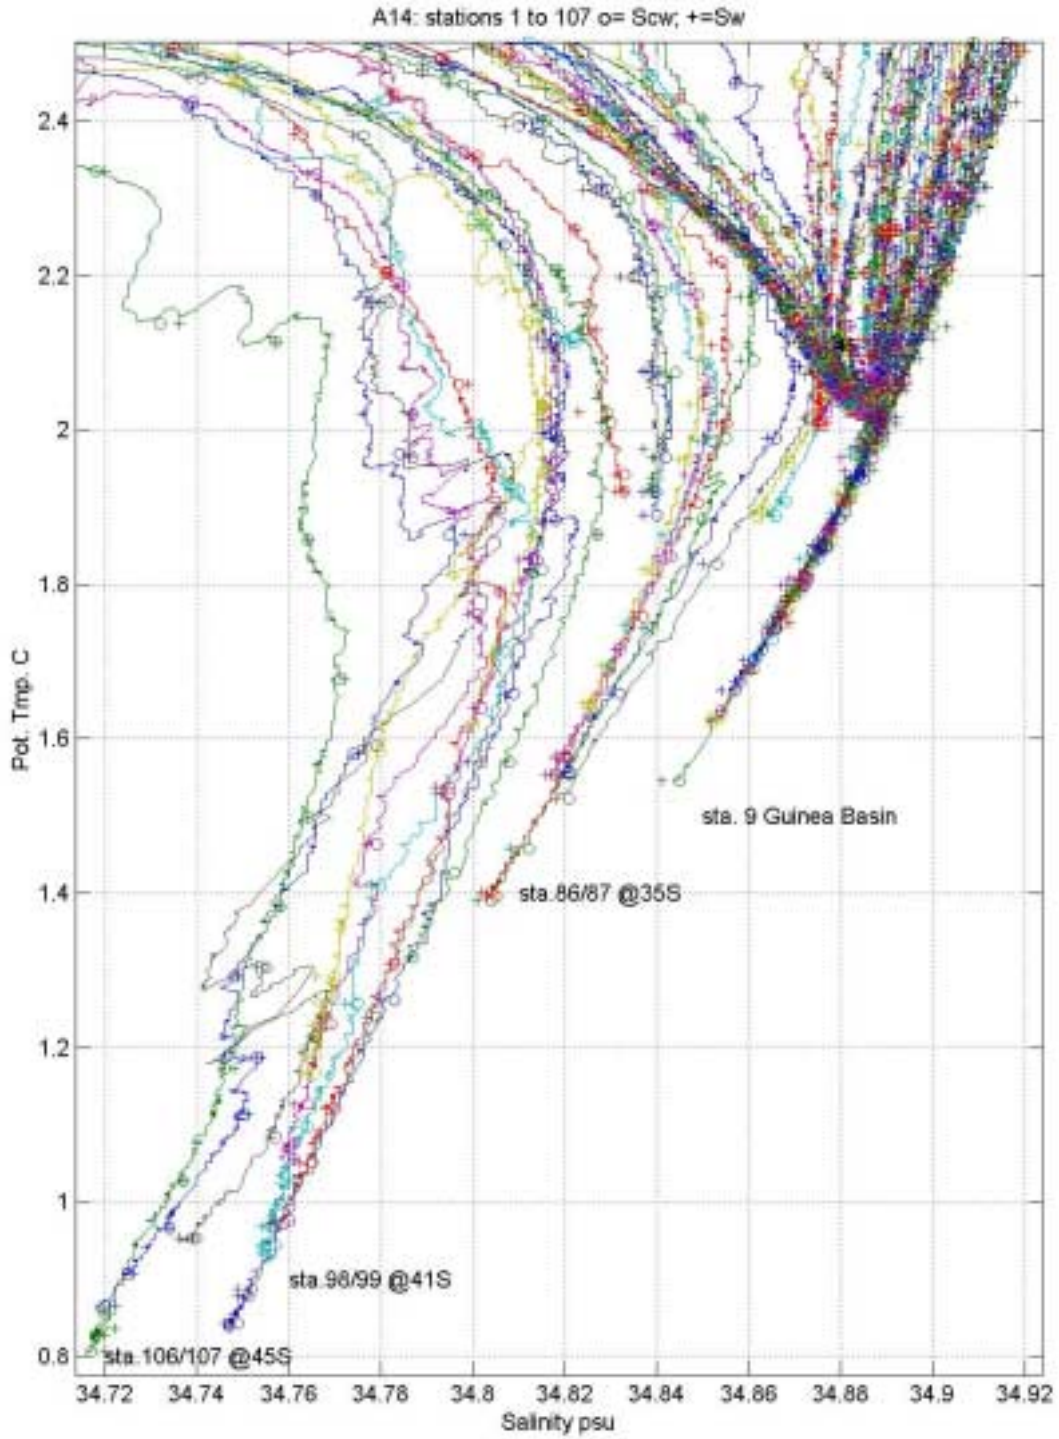 A14: stations 1 to 107 o= Scw; +=Sw
2.4
2.2
2
1.8
1.6
1.4
1.2
1
0.8
Pot. Tmp. C
sta. 9 Guinea Basin
sta.86/87 @35S
sta.98/99 @41S
sta.106/107 @45S
34.72 34.74 34.76 34.78 34.8 34.82 34.84 34.86 34.88 34.9 34.92
Salinity psu